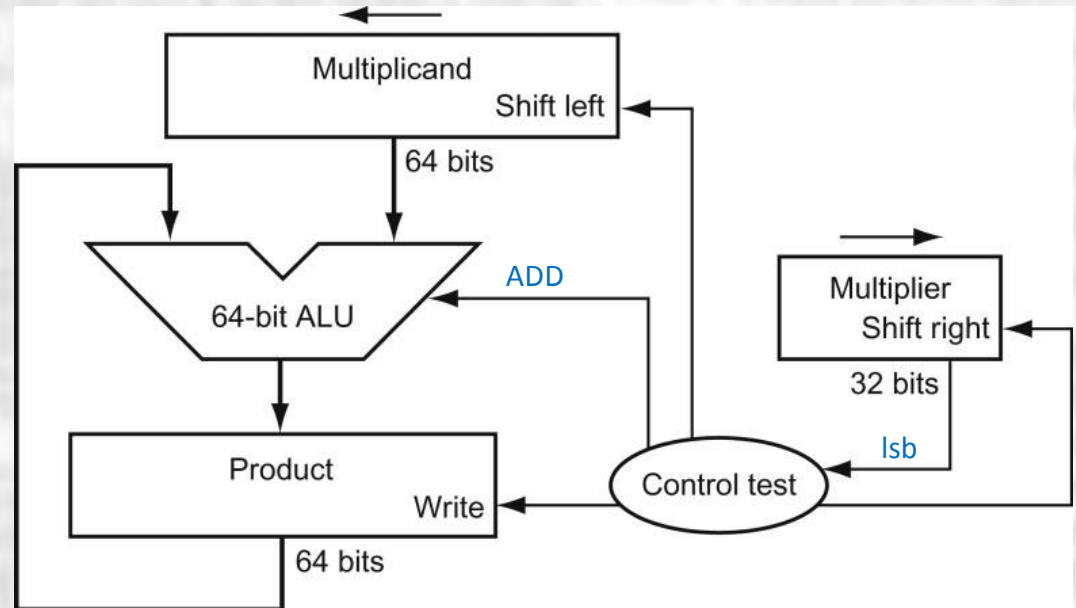 Multiplicand
Shift left
64 bits
64-bit ALU
ADD
Multiplier
Shift right
32 bits
lsb
Control test
Product
Write
64 bits